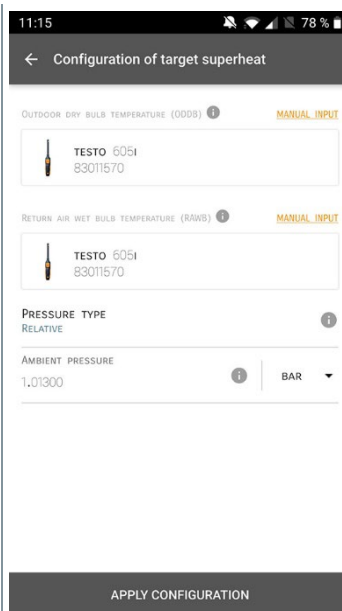 11:15 78 %
Configuration of target superheat
OUTDOOR DRY BULB TEMPERATURE (ODDB) MANUAL INPUT
TESTO 605I
83011570
RETURN AIR WET BULB TEMPERATURE (RAWB) MANUAL INPUT
TESTO 605I
83011570
PRESSURE TYPE
RELATIVE
AMBIENT PRESSURE
1.01300 BAR
APPLY CONFIGURATION